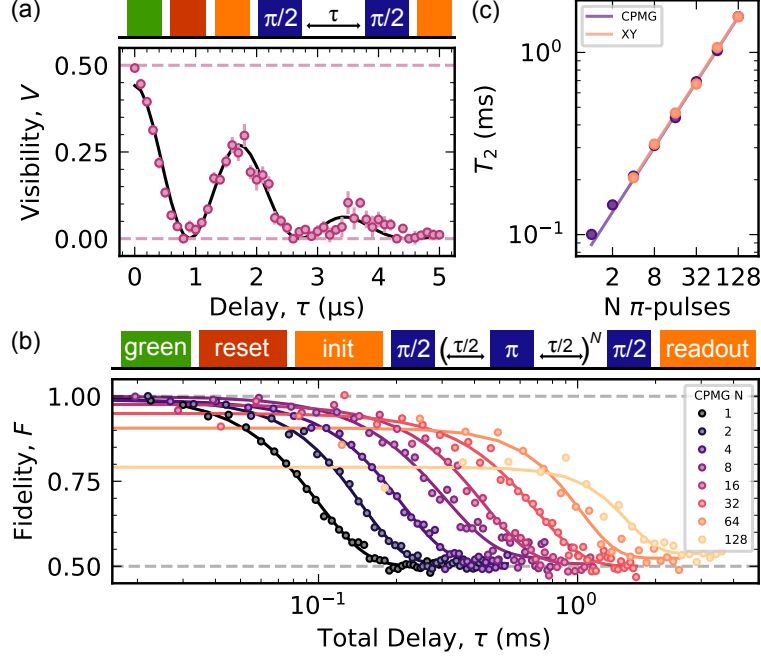 (a)
π/2 τ π/2
Visibility, V
0.50
0.25
0.00
0 1 2 3 4 5
Delay, τ (μs)
(c)
CPMG
XY
T₂ (ms)
10⁰
10⁻¹
2 8 32 128
N π-pulses
(b)
green reset init π/2 (τ/2 π τ/2)ᴺ π/2 readout
Fidelity, F
1.00
0.75
0.50
CPMG N
1
2
4
8
16
32
64
128
10⁻¹ 10⁰
Total Delay, τ (ms)